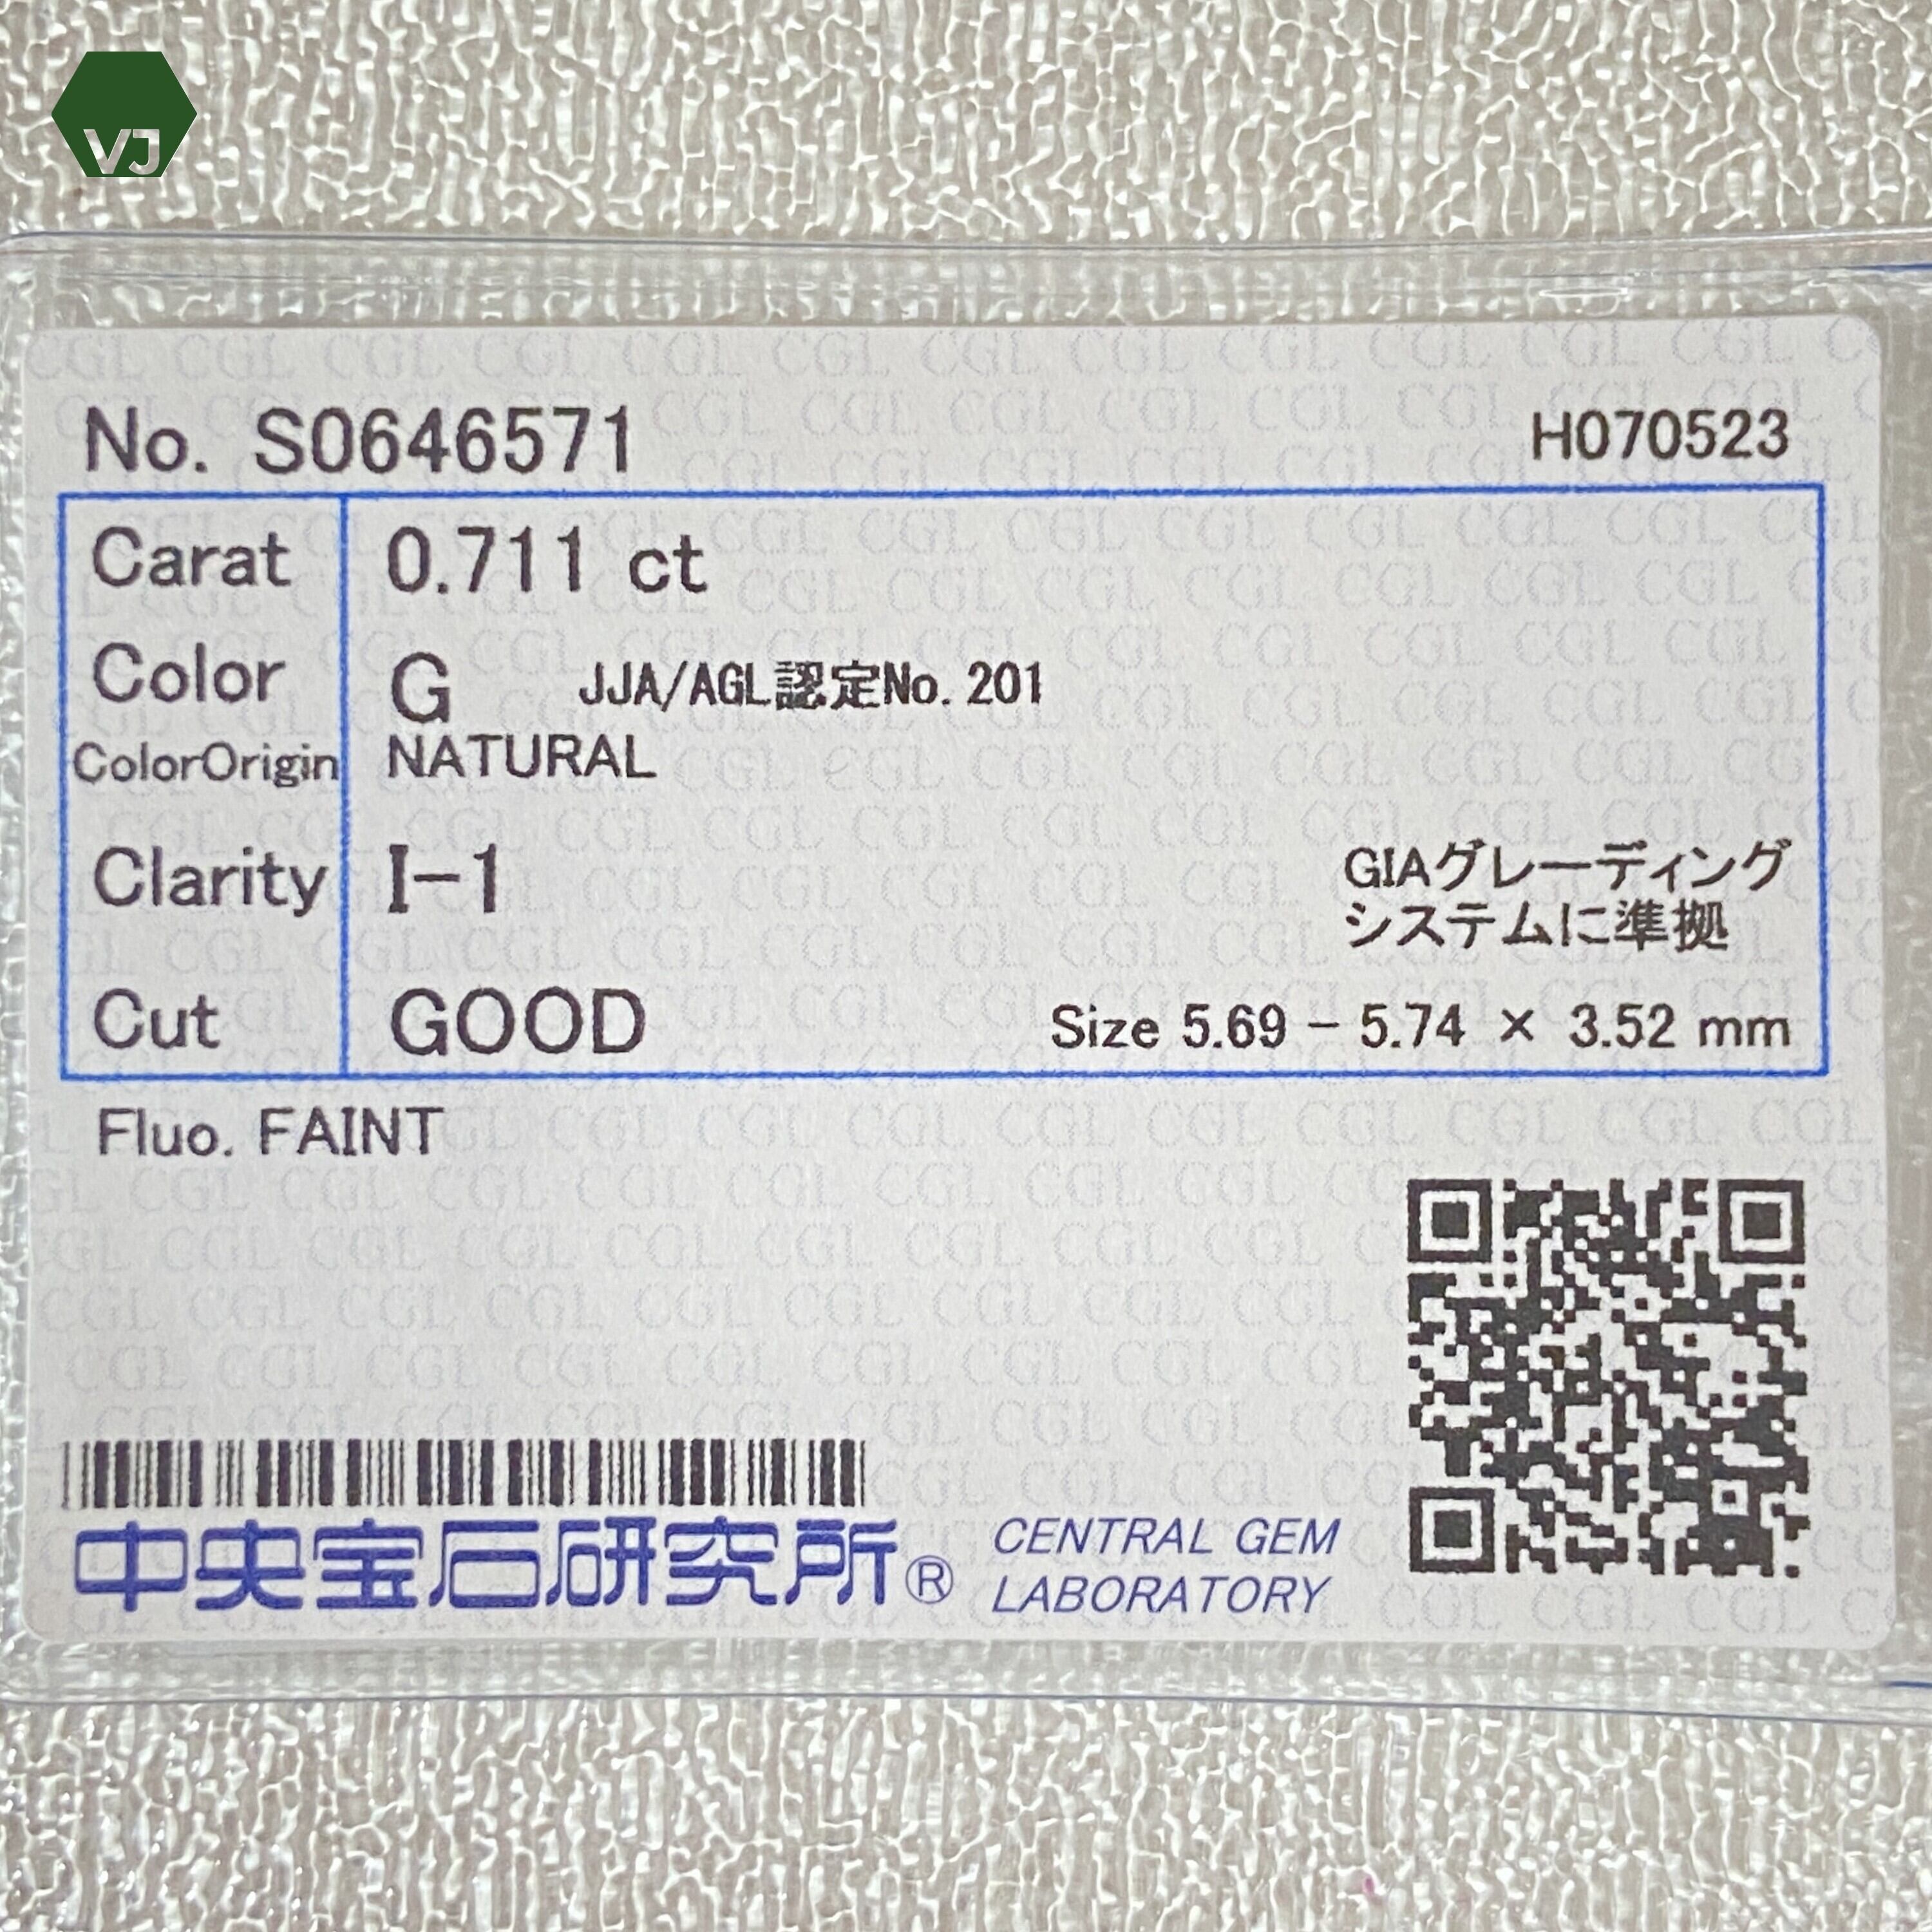 VJ
No. S0646571
H070523
Carat 0.711 ct
Color G JJA/AGL認定No. 201
ColorOrigin NATURAL
Clarity I-1
GIAグレーディング
システムに準拠
Cut GOOD Size 5.69 - 5.74 × 3.52 mm
Fluo. FAINT
中央宝石研究所® CENTRAL GEM
LABORATORY